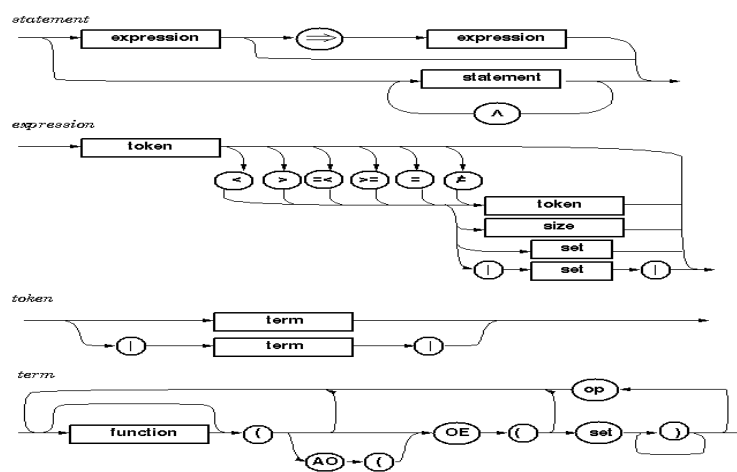 statement
expression ⇒ expression
statement
∧
expression
token
< > =< >= = ≠
token
size
set
| set |
token
term
| term |
term
op
function ( OE ( set )
AO (